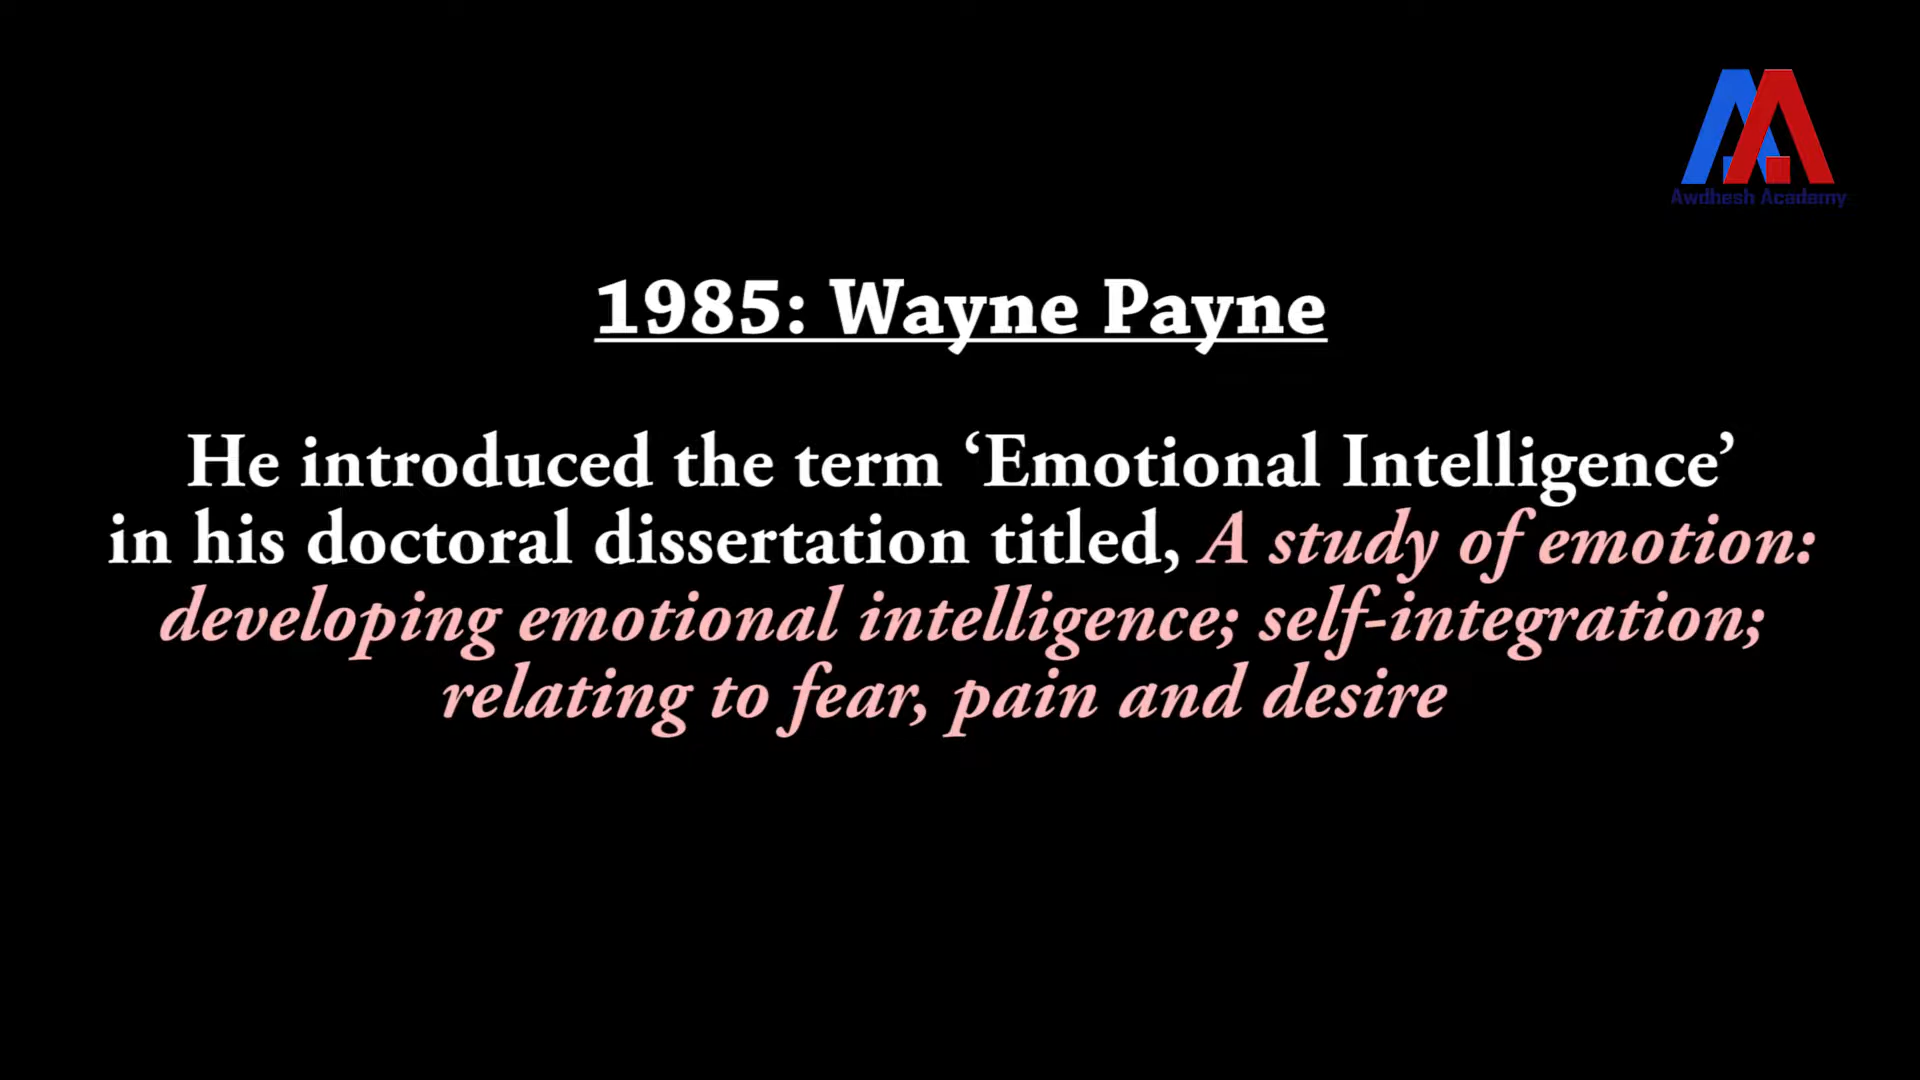 Awdhesh Academy
1985: Wayne Payne
He introduced the term ‘Emotional Intelligence’
in his doctoral dissertation titled, A study of emotion:
developing emotional intelligence; self-integration;
relating to fear, pain and desire